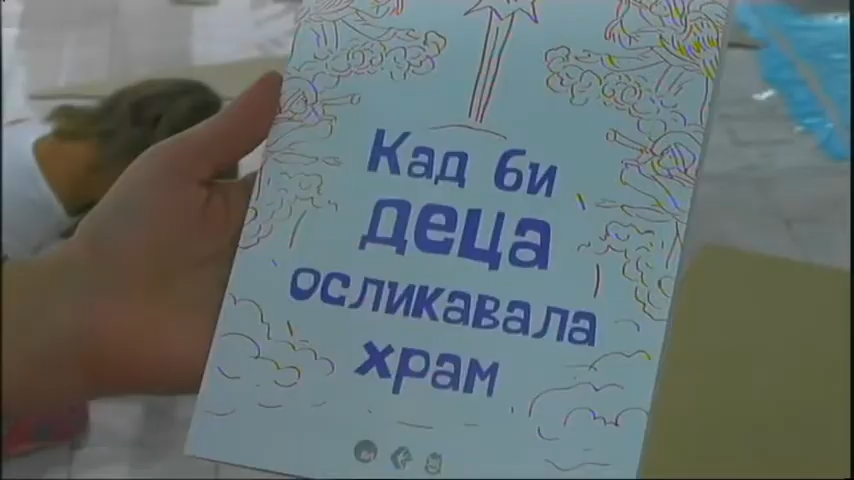 Кад би
деца
осликавала
храм